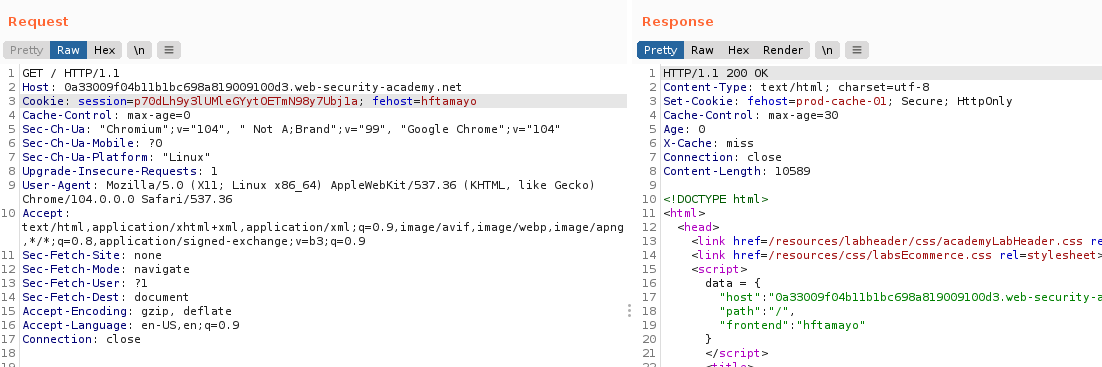 Request
Pretty Raw Hex \n ≡
1 GET / HTTP/1.1
2 Host: 0a33009f04b11b1bc698a819009100d3.web-security-academy.net
3 Cookie: session=p70dLh9y3lUMleGYytOETmN98y7Ubj1a; fehost=hftamayo
4 Cache-Control: max-age=0
5 Sec-Ch-Ua: "Chromium";v="104", " Not A;Brand";v="99", "Google Chrome";v="104"
6 Sec-Ch-Ua-Mobile: ?0
7 Sec-Ch-Ua-Platform: "Linux"
8 Upgrade-Insecure-Requests: 1
9 User-Agent: Mozilla/5.0 (X11; Linux x86_64) AppleWebKit/537.36 (KHTML, like Gecko)
Chrome/104.0.0.0 Safari/537.36
10 Accept:
text/html,application/xhtml+xml,application/xml;q=0.9,image/avif,image/webp,image/apng
,*/*;q=0.8,application/signed-exchange;v=b3;q=0.9
11 Sec-Fetch-Site: none
12 Sec-Fetch-Mode: navigate
13 Sec-Fetch-User: ?1
14 Sec-Fetch-Dest: document
15 Accept-Encoding: gzip, deflate
16 Accept-Language: en-US,en;q=0.9
17 Connection: close
18
Response
Pretty Raw Hex Render \n ≡
1 HTTP/1.1 200 OK
2 Content-Type: text/html; charset=utf-8
3 Set-Cookie: fehost=prod-cache-01; Secure; HttpOnly
4 Cache-Control: max-age=30
5 Age: 0
6 X-Cache: miss
7 Connection: close
8 Content-Length: 10589
9
10 <!DOCTYPE html>
11 <html>
12 <head>
13 <link href=/resources/labheader/css/academyLabHeader.css re
14 <link href=/resources/css/labsEcommerce.css rel=stylesheet>
15 <script>
16 data = {
17 "host":"0a33009f04b11b1bc698a819009100d3.web-security-a
18 "path":"/",
19 "frontend":"hftamayo"
20 }
21 </script>
22